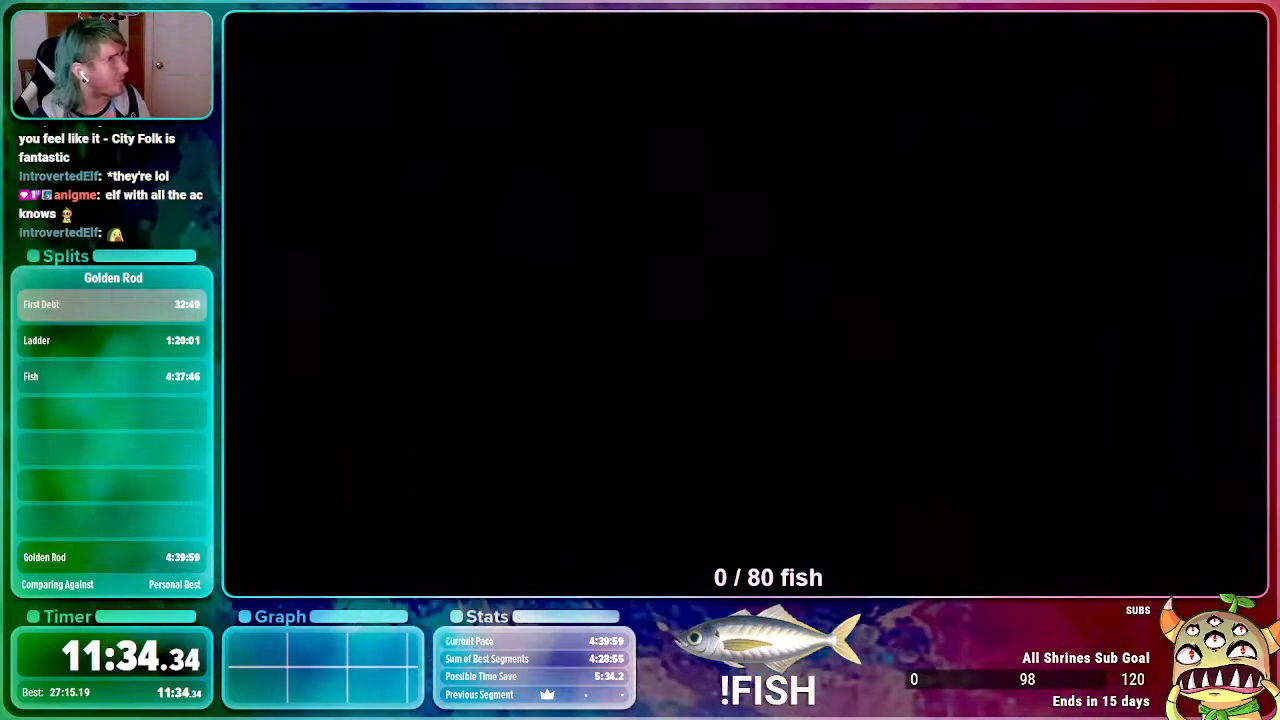 you feel like it - City Folk is
fantastic
IntrovertedElf: *they're lol
anigme: elf with all the ac
knows
IntrovertedElf:
Splits
Golden Rod
First Debt 32:49
Ladder 1:20:01
Fish 4:37:46
Golden Rod 4:39:59
Comparing Against Personal Best
Timer
11:34.34
Best: 27:15.19 11:34.34
Graph
Stats
Current Pace 4:39:59
Sum of Best Segments 4:28:55
Possible Time Save 5:34.2
Previous Segment - -
0 / 80 fish
!FISH
SUBS
All Shrines Sub Goal
0 98 120
Ends in 15 days